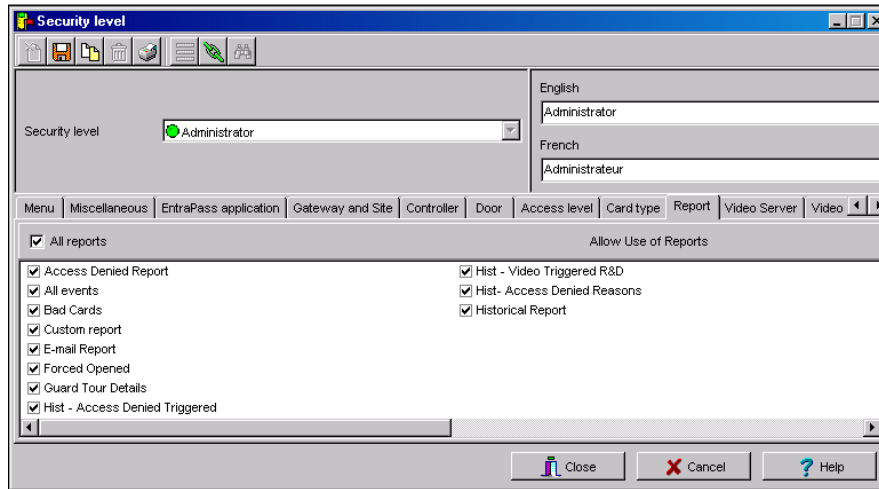 Security level
English
Administrator
Security level
Administrator
French
Administrateur
Menu
Miscellaneous
EntraPass application
Gateway and Site
Controller
Door
Access level
Card type
Report
Video Server
Video
All reports
Allow Use of Reports
Access Denied Report
All events
Bad Cards
Custom report
E-mail Report
Forced Opened
Guard Tour Details
Hist - Access Denied Triggered
Hist - Video Triggered R&D
Hist- Access Denied Reasons
Historical Report
Close
Cancel
Help